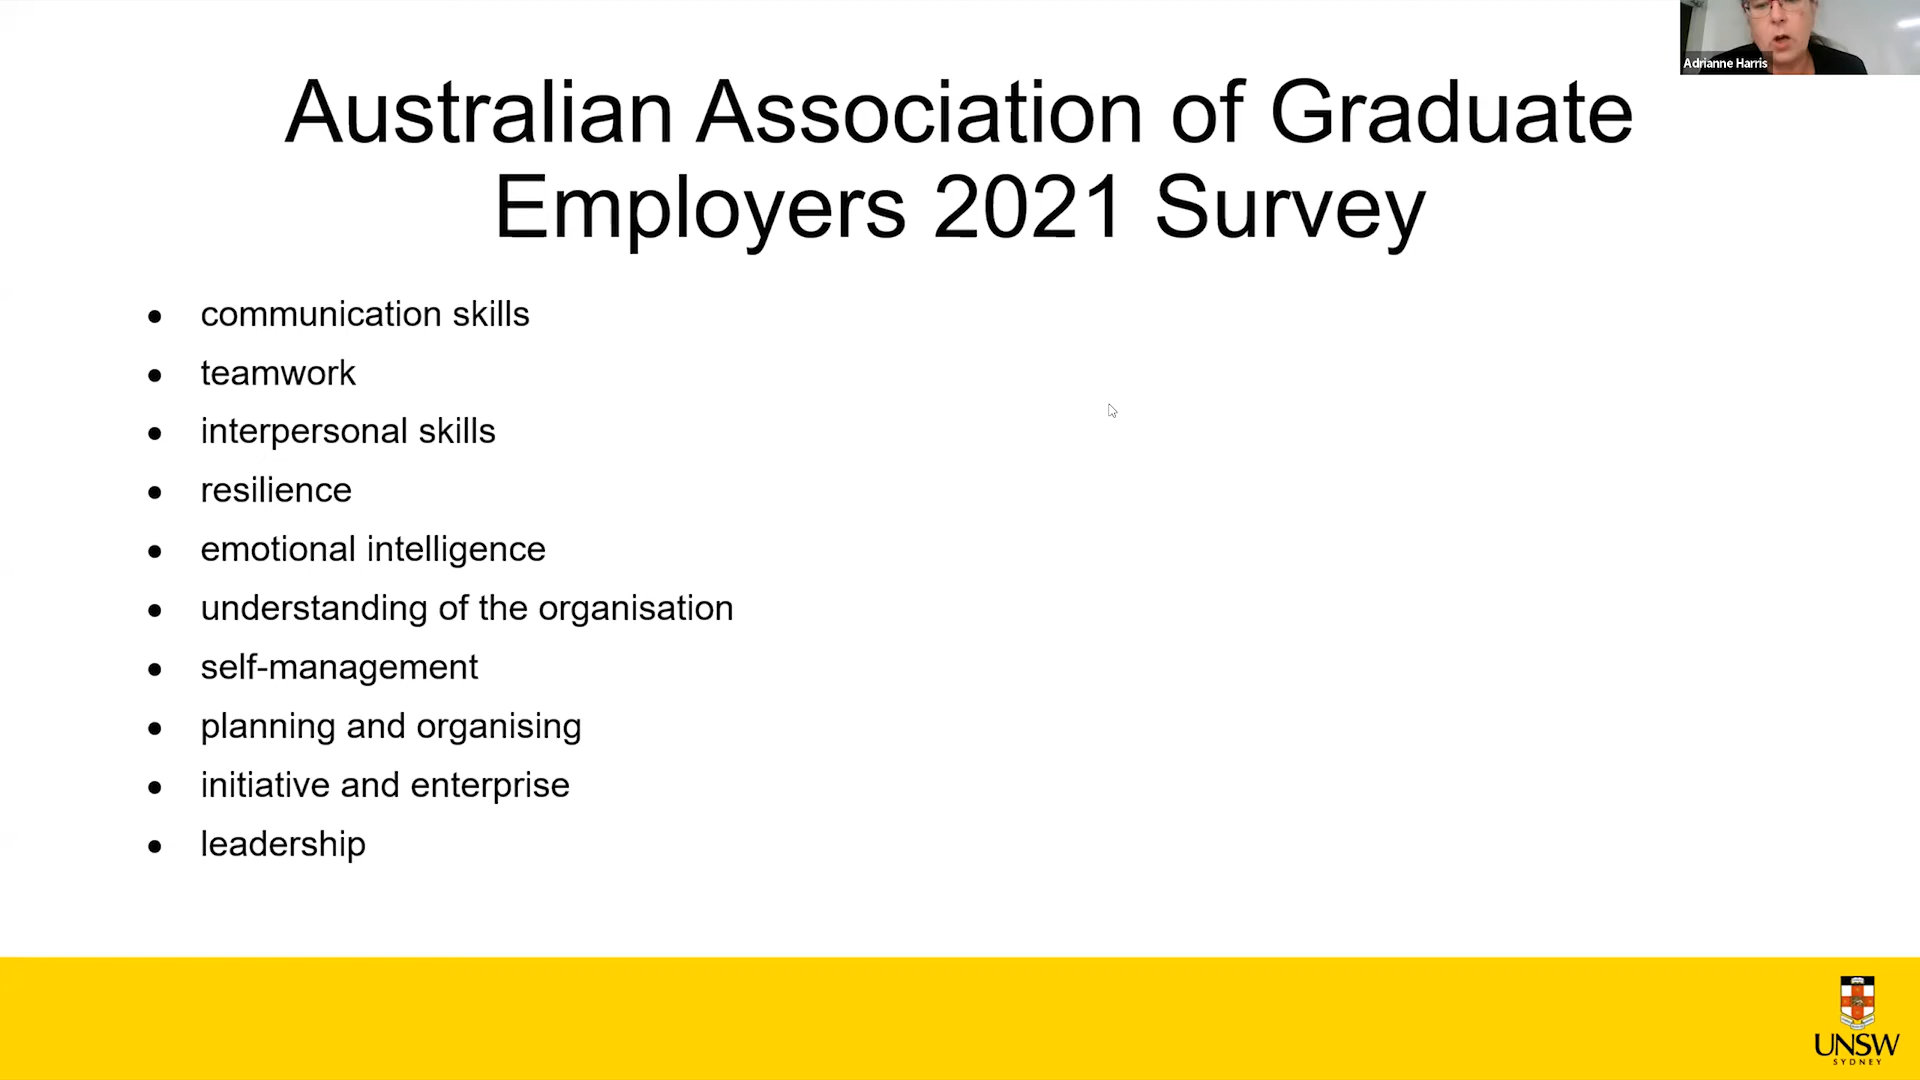 Adrianne Harris
Australian Association of Graduate
Employers 2021 Survey
• communication skills
• teamwork
• interpersonal skills
• resilience
• emotional intelligence
• understanding of the organisation
• self-management
• planning and organising
• initiative and enterprise
• leadership
UNSW
SYDNEY